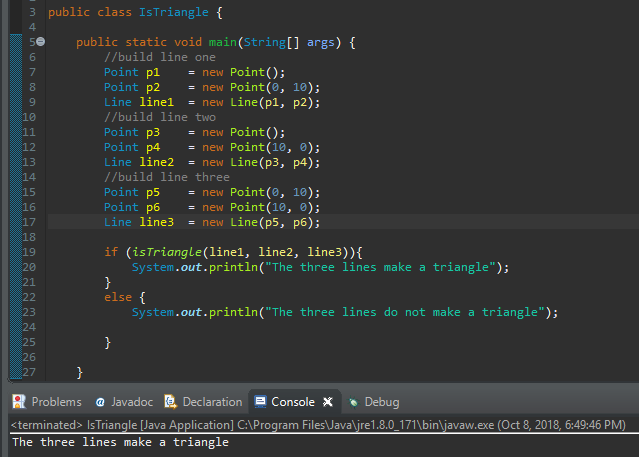 3 public class IsTriangle {
4
5 public static void main(String[] args) {
6 //build line one
7 Point p1 = new Point();
8 Point p2 = new Point(0, 10);
9 Line line1 = new Line(p1, p2);
10 //build line two
11 Point p3 = new Point();
12 Point p4 = new Point(10, 0);
13 Line line2 = new Line(p3, p4);
14 //build line three
15 Point p5 = new Point(0, 10);
16 Point p6 = new Point(10, 0);
17 Line line3 = new Line(p5, p6);
18
19 if (isTriangle(line1, line2, line3)){
20 System.out.println("The three lines make a triangle");
21 }
22 else {
23 System.out.println("The three lines do not make a triangle");
24
25 }
26
27 }
Problems @ Javadoc Declaration Console Debug
<terminated> IsTriangle [Java Application] C:\Program Files\Java\jre1.8.0_171\bin\javaw.exe (Oct 8, 2018, 6:49:46 PM)
The three lines make a triangle